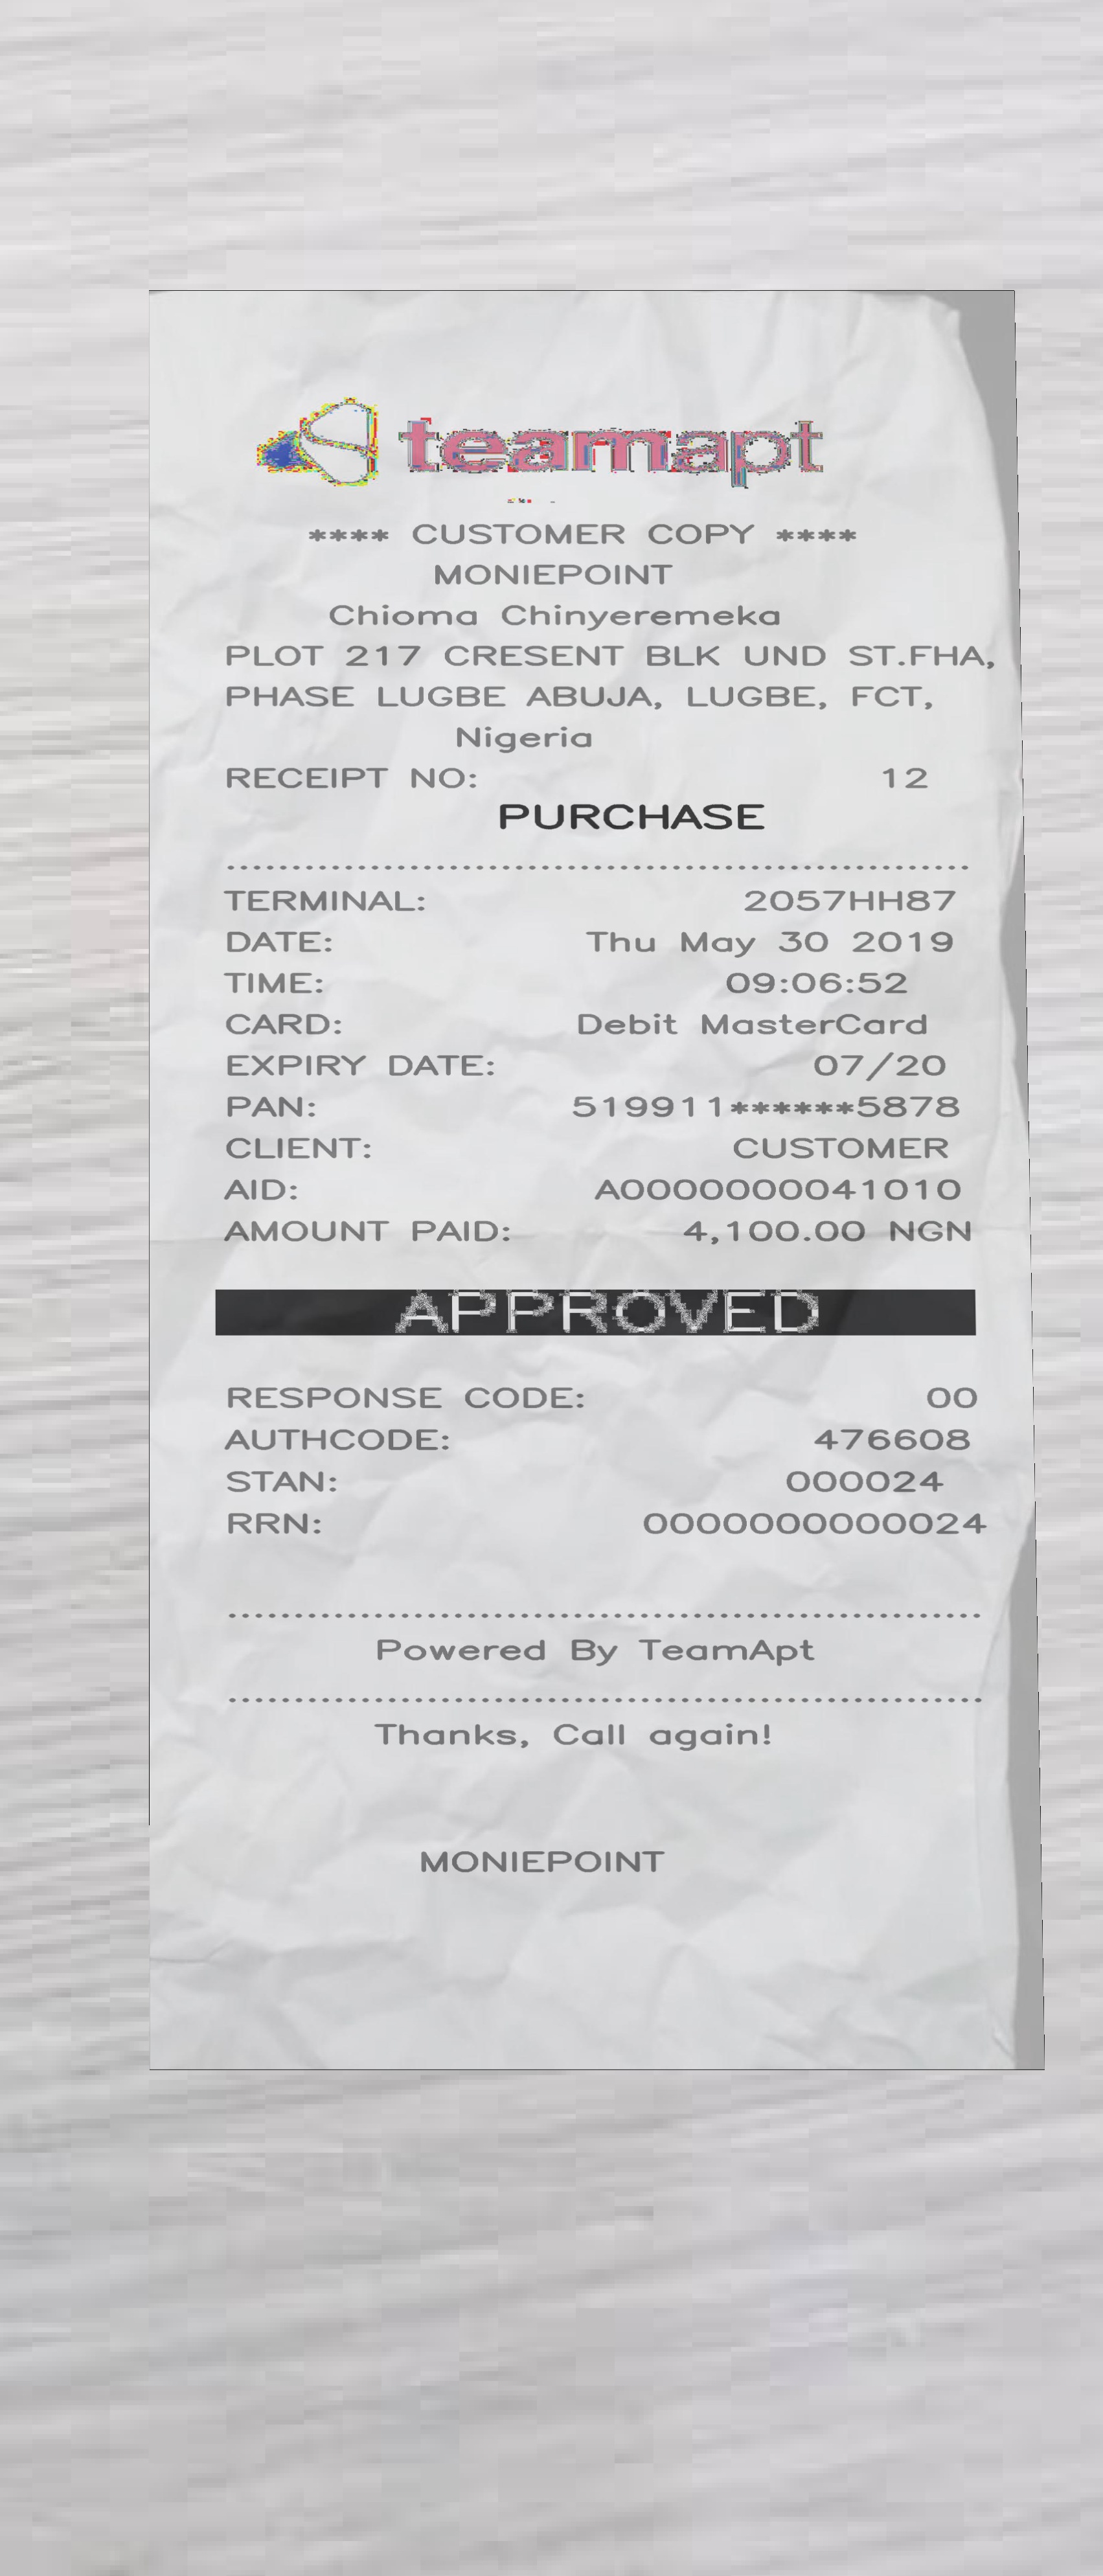 teamapt
**** CUSTOMER COPY ****
MONIEPOINT
Chioma Chinyeremeka
PLOT 217 CRESENT BLK UND ST.FHA,
PHASE LUGBE ABUJA, LUGBE, FCT,
Nigeria
RECEIPT NO: 12
PURCHASE
TERMINAL: 2057HH87
DATE: Thu May 30 2019
TIME: 09:06:52
CARD: Debit MasterCard
EXPIRY DATE: 07/20
PAN: 519911******5878
CLIENT: CUSTOMER
AID: A0000000041010
AMOUNT PAID: 4,100.00 NGN
APPROVED
RESPONSE CODE: 00
AUTHCODE: 476608
STAN: 000024
RRN: 0000000000024
Powered By TeamApt
Thanks, Call again!
MONIEPOINT